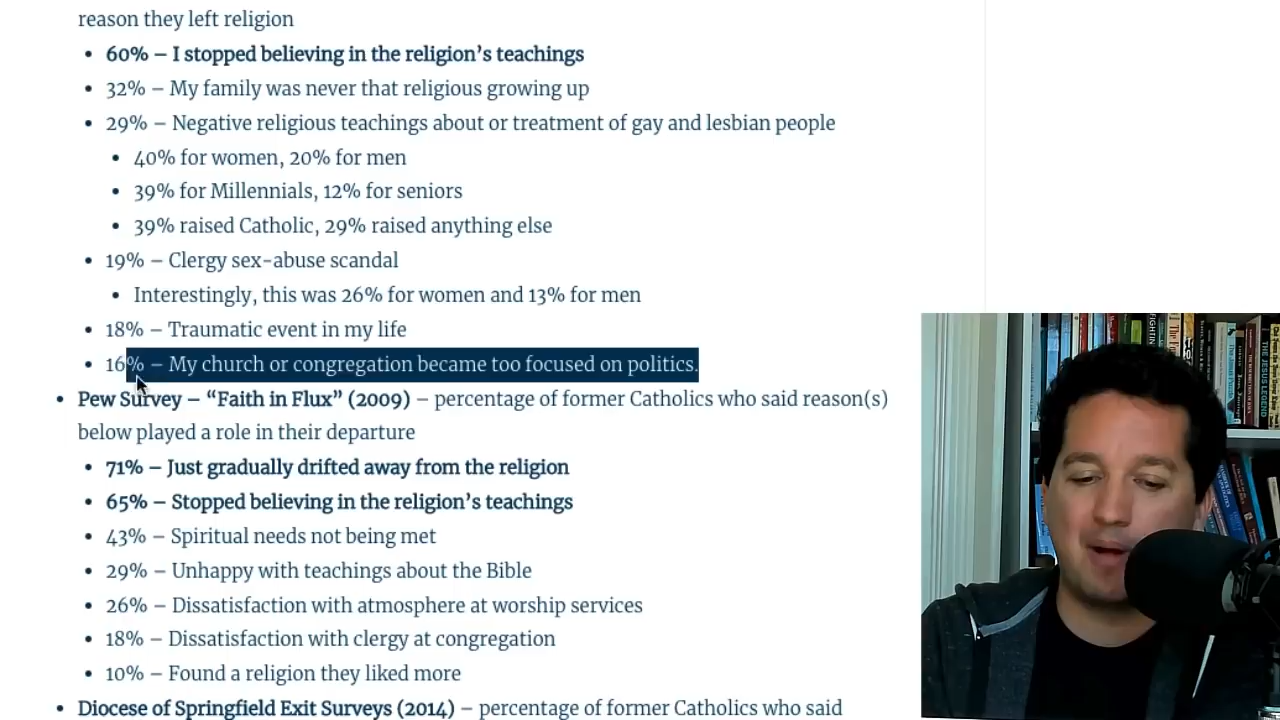 reason they left religion
• 60% – I stopped believing in the religion's teachings
• 32% – My family was never that religious growing up
• 29% – Negative religious teachings about or treatment of gay and lesbian people
• 40% for women, 20% for men
• 39% for Millennials, 12% for seniors
• 39% raised Catholic, 29% raised anything else
• 19% – Clergy sex-abuse scandal
• Interestingly, this was 26% for women and 13% for men
• 18% – Traumatic event in my life
• 16% – My church or congregation became too focused on politics.
• Pew Survey – “Faith in Flux” (2009) – percentage of former Catholics who said reason(s)
below played a role in their departure
• 71% – Just gradually drifted away from the religion
• 65% – Stopped believing in the religion's teachings
• 43% – Spiritual needs not being met
• 29% – Unhappy with teachings about the Bible
• 26% – Dissatisfaction with atmosphere at worship services
• 18% – Dissatisfaction with clergy at congregation
• 10% – Found a religion they liked more
• Diocese of Springfield Exit Surveys (2014) – percentage of former Catholics who said
FIGHTING
THE JESUS LEGEND